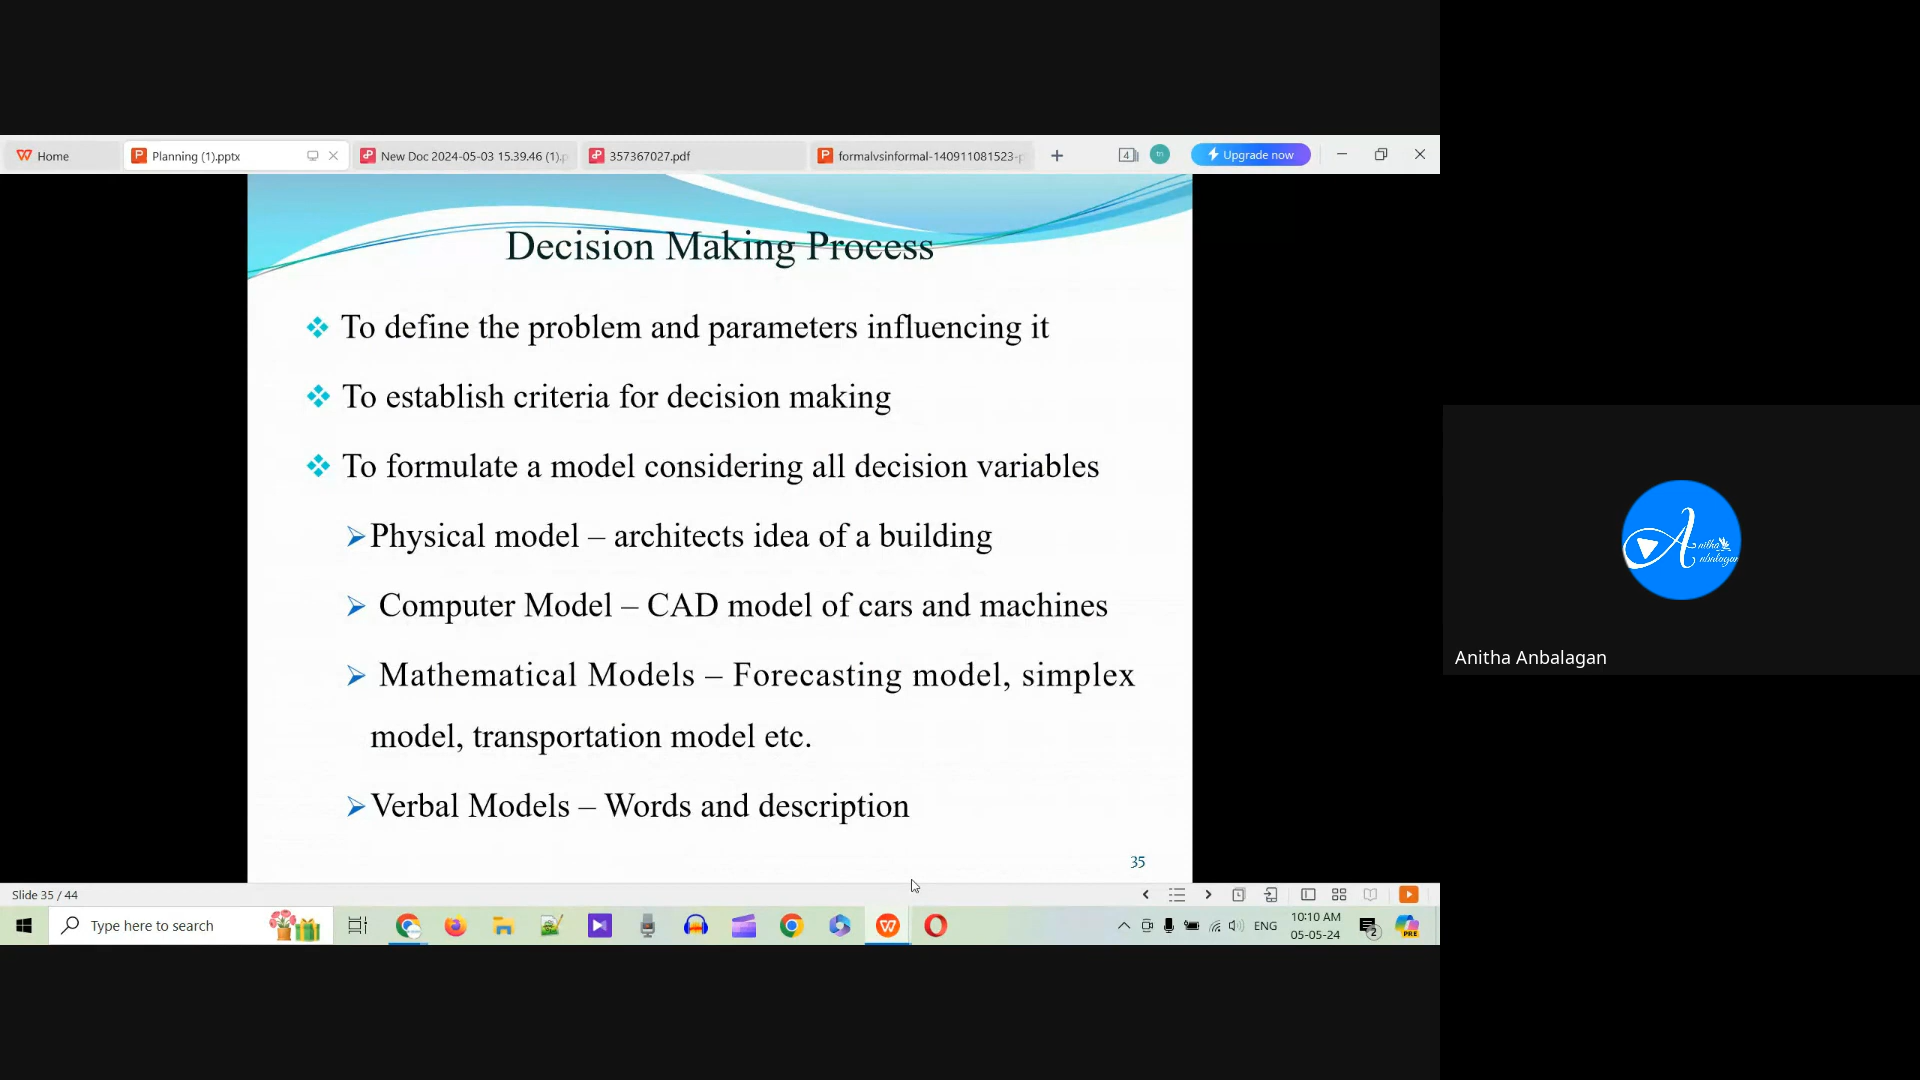 Home
Planning (1).pptx
New Doc 2024-05-03 15.39.46 (1).p
357367027.pdf
formalvsinformal-140911081523-p
4
Upgrade now
Decision Making Process
To define the problem and parameters influencing it
To establish criteria for decision making
To formulate a model considering all decision variables
Physical model – architects idea of a building
Computer Model – CAD model of cars and machines
Mathematical Models – Forecasting model, simplex
model, transportation model etc.
Verbal Models – Words and description
35
Anitha Anbalagan
Slide 35 / 44
Type here to search
ENG
10:10 AM
05-05-24
2
PRE